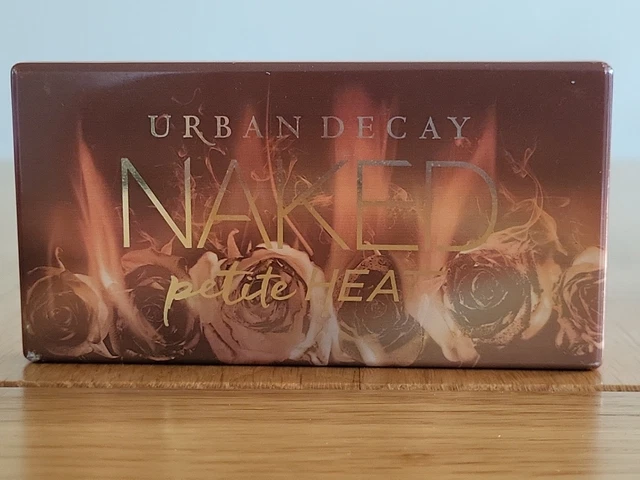 URBAN DECAY
NAKED
petite HEAT